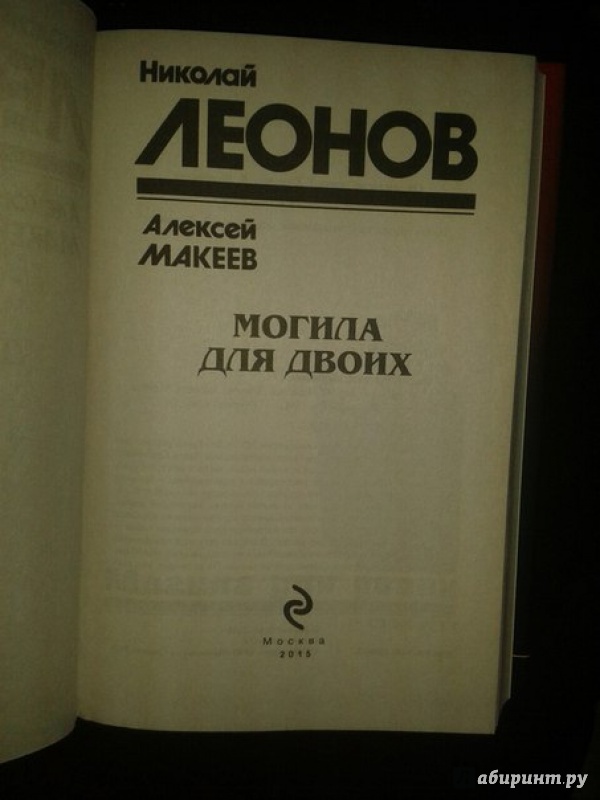 Николай
ЛЕОНОВ
Алексей
МАКЕЕВ
МОГИЛА
ДЛЯ ДВОИХ
Москва
2015
абиринт.ру